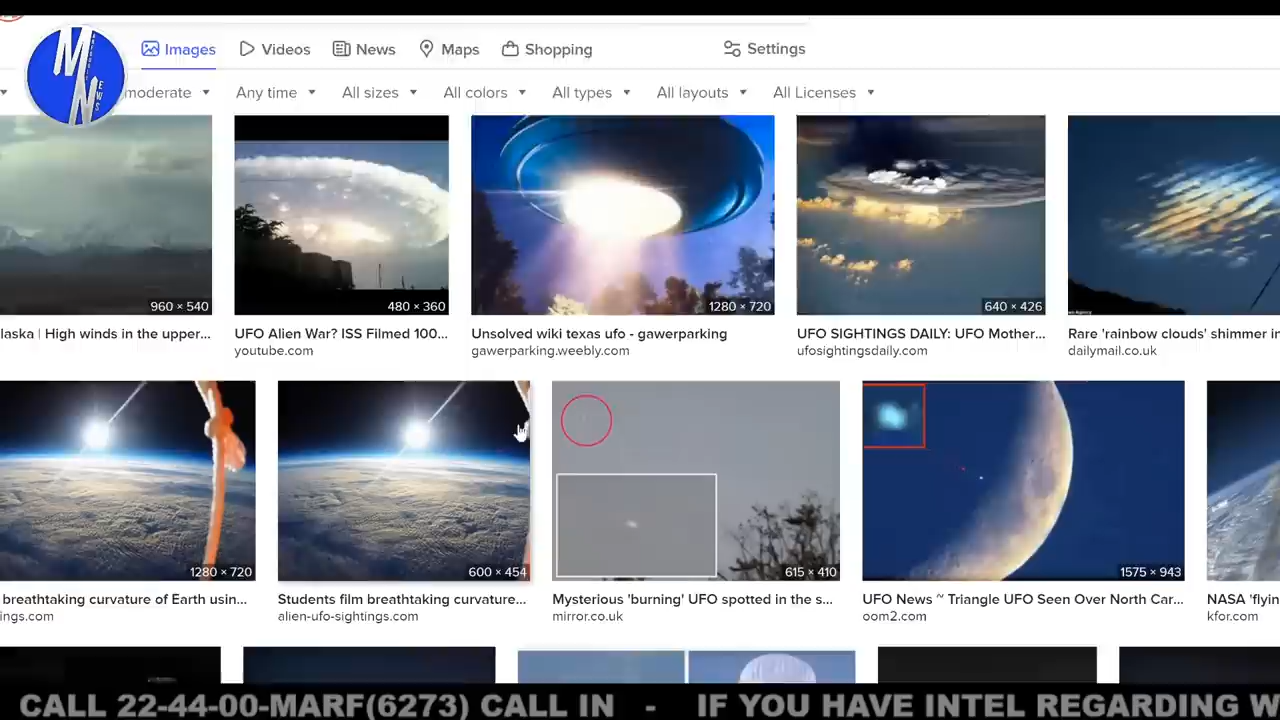 Images Videos News Maps Shopping Settings
moderate Any time All sizes All colors All types All layouts All Licenses
MN
960 × 540
480 × 360
1280 × 720
640 × 426
laska | High winds in the upper...
UFO Alien War? ISS Filmed 100...
youtube.com
Unsolved wiki texas ufo - gawerparking
gawerparking.weebly.com
UFO SIGHTINGS DAILY: UFO Mother...
ufosightingsdaily.com
Rare 'rainbow clouds' shimmer in
dailymail.co.uk
1280 × 720
600 × 454
615 × 410
1575 × 943
breathtaking curvature of Earth usin...
ings.com
Students film breathtaking curvature...
alien-ufo-sightings.com
Mysterious 'burning' UFO spotted in the s...
mirror.co.uk
UFO News ~ Triangle UFO Seen Over North Car...
oom2.com
NASA 'flyin
kfor.com
CALL 22-44-00-MARF(6273) CALL IN - IF YOU HAVE INTEL REGARDING W